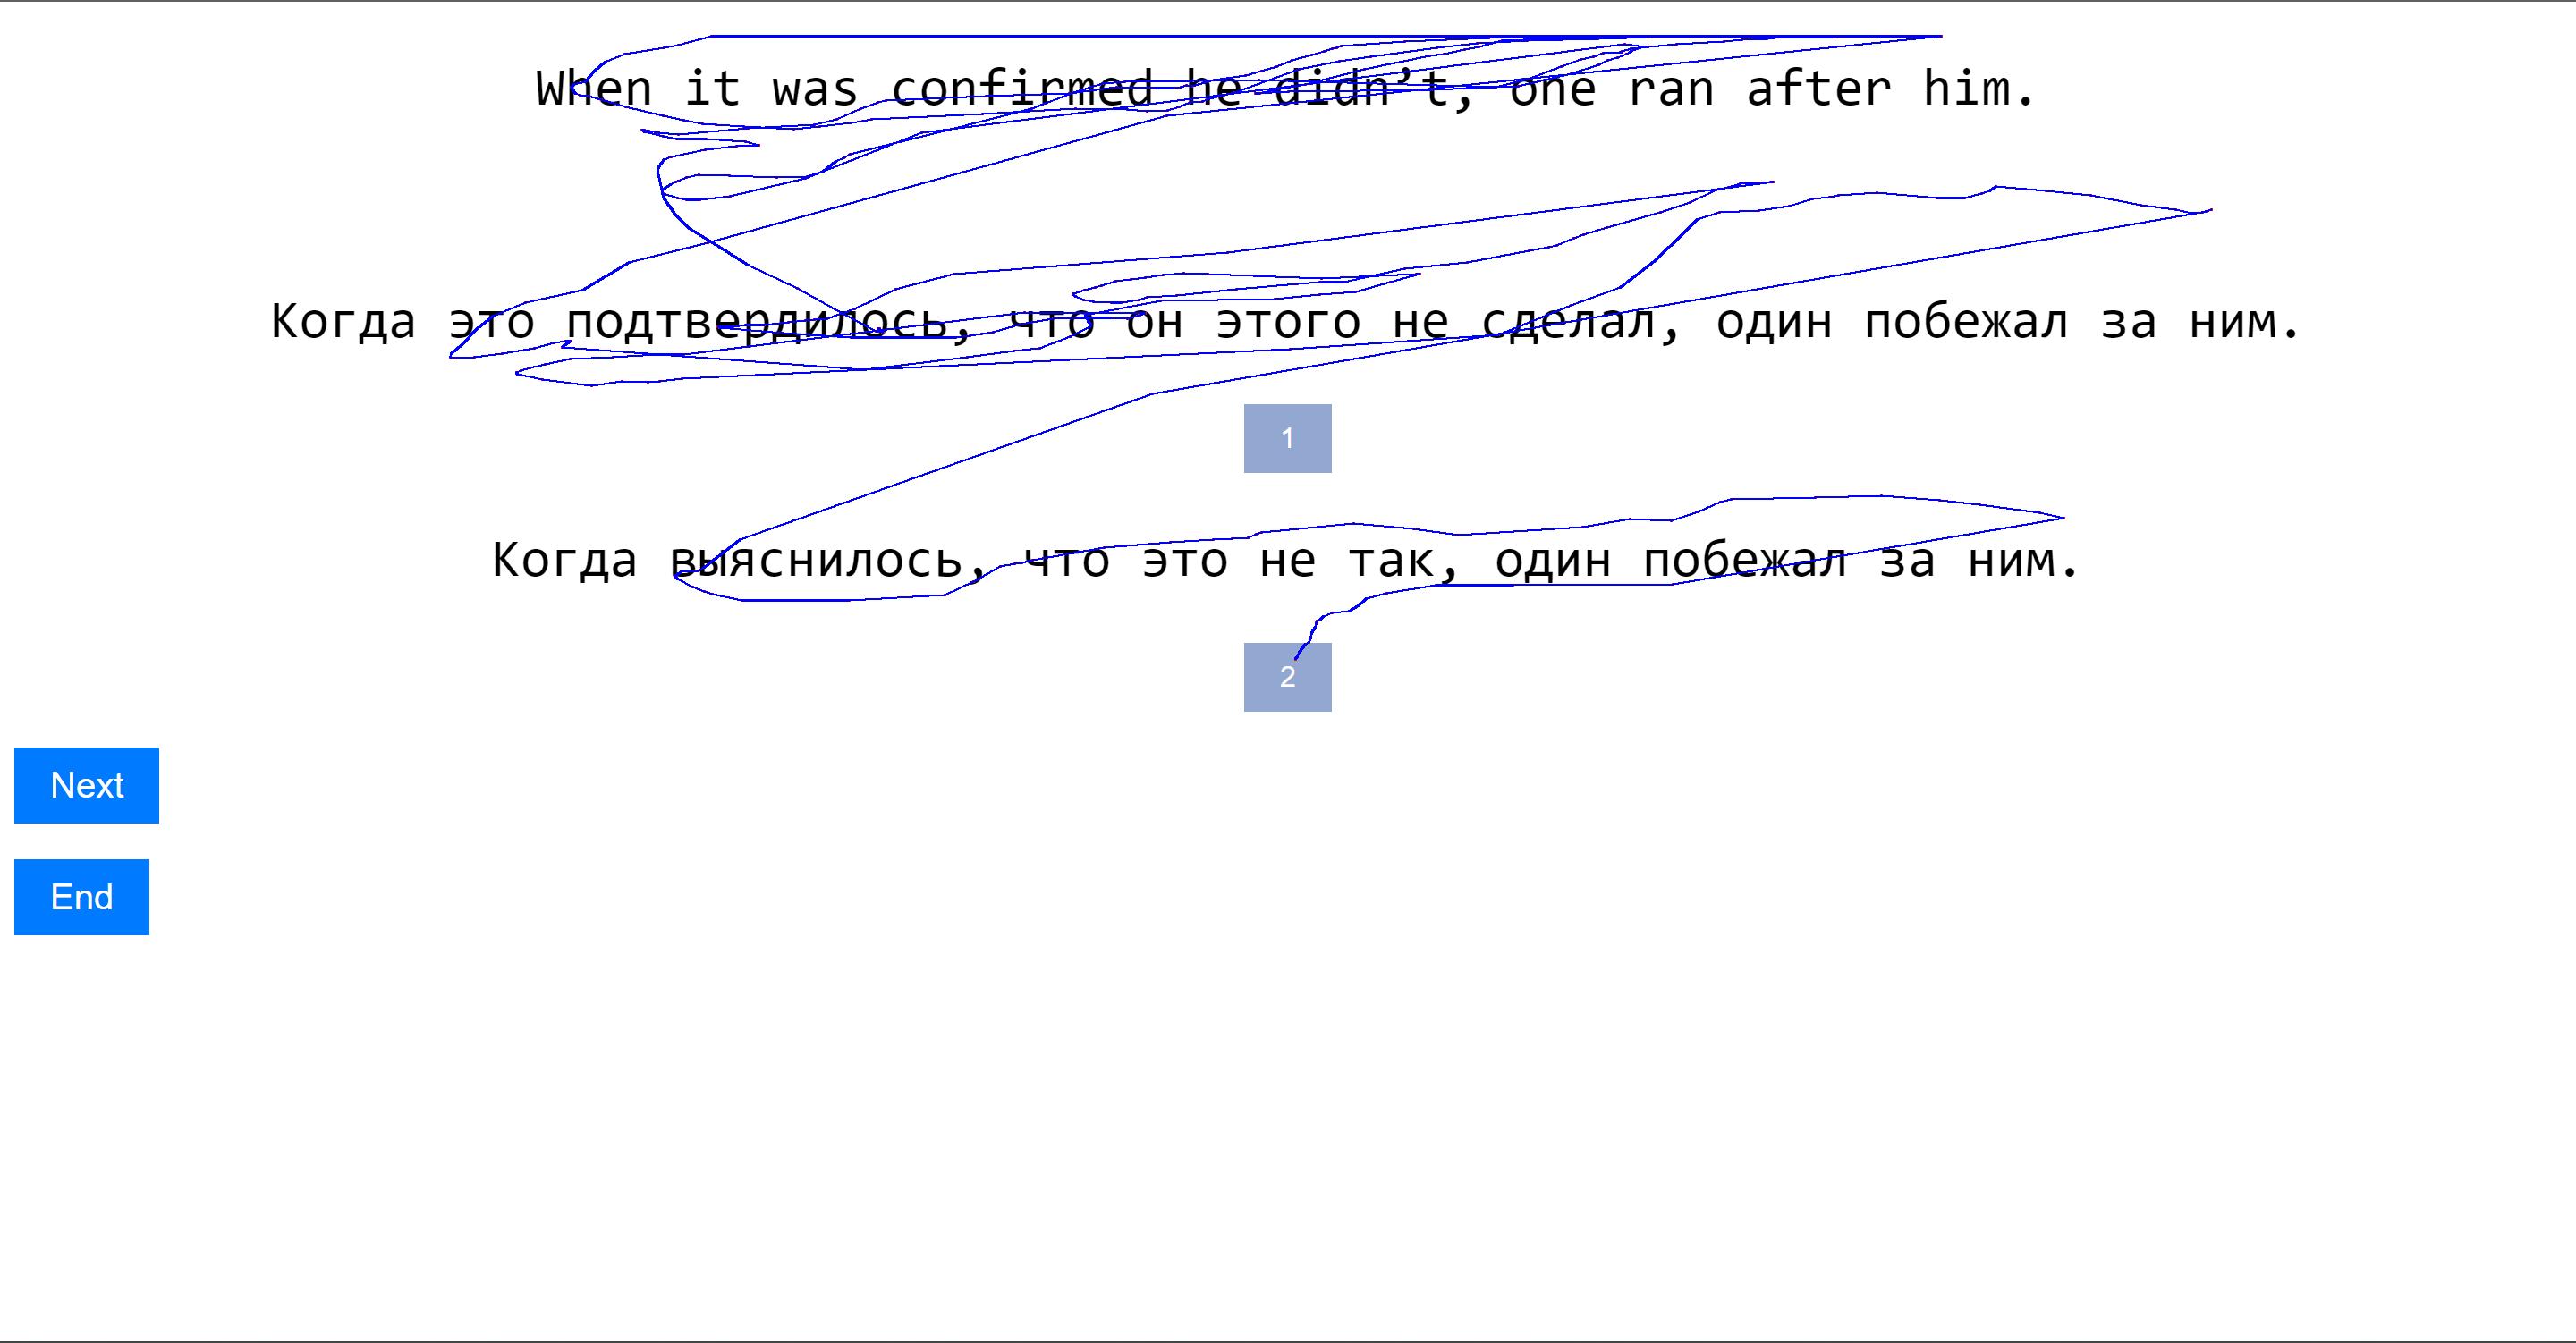 When it was confirmed he didn’t, one ran after him.
Когда это подтвердилось, что он этого не сделал, один побежал за ним.
1
Когда выяснилось, что это не так, один побежал за ним.
2
Next
End